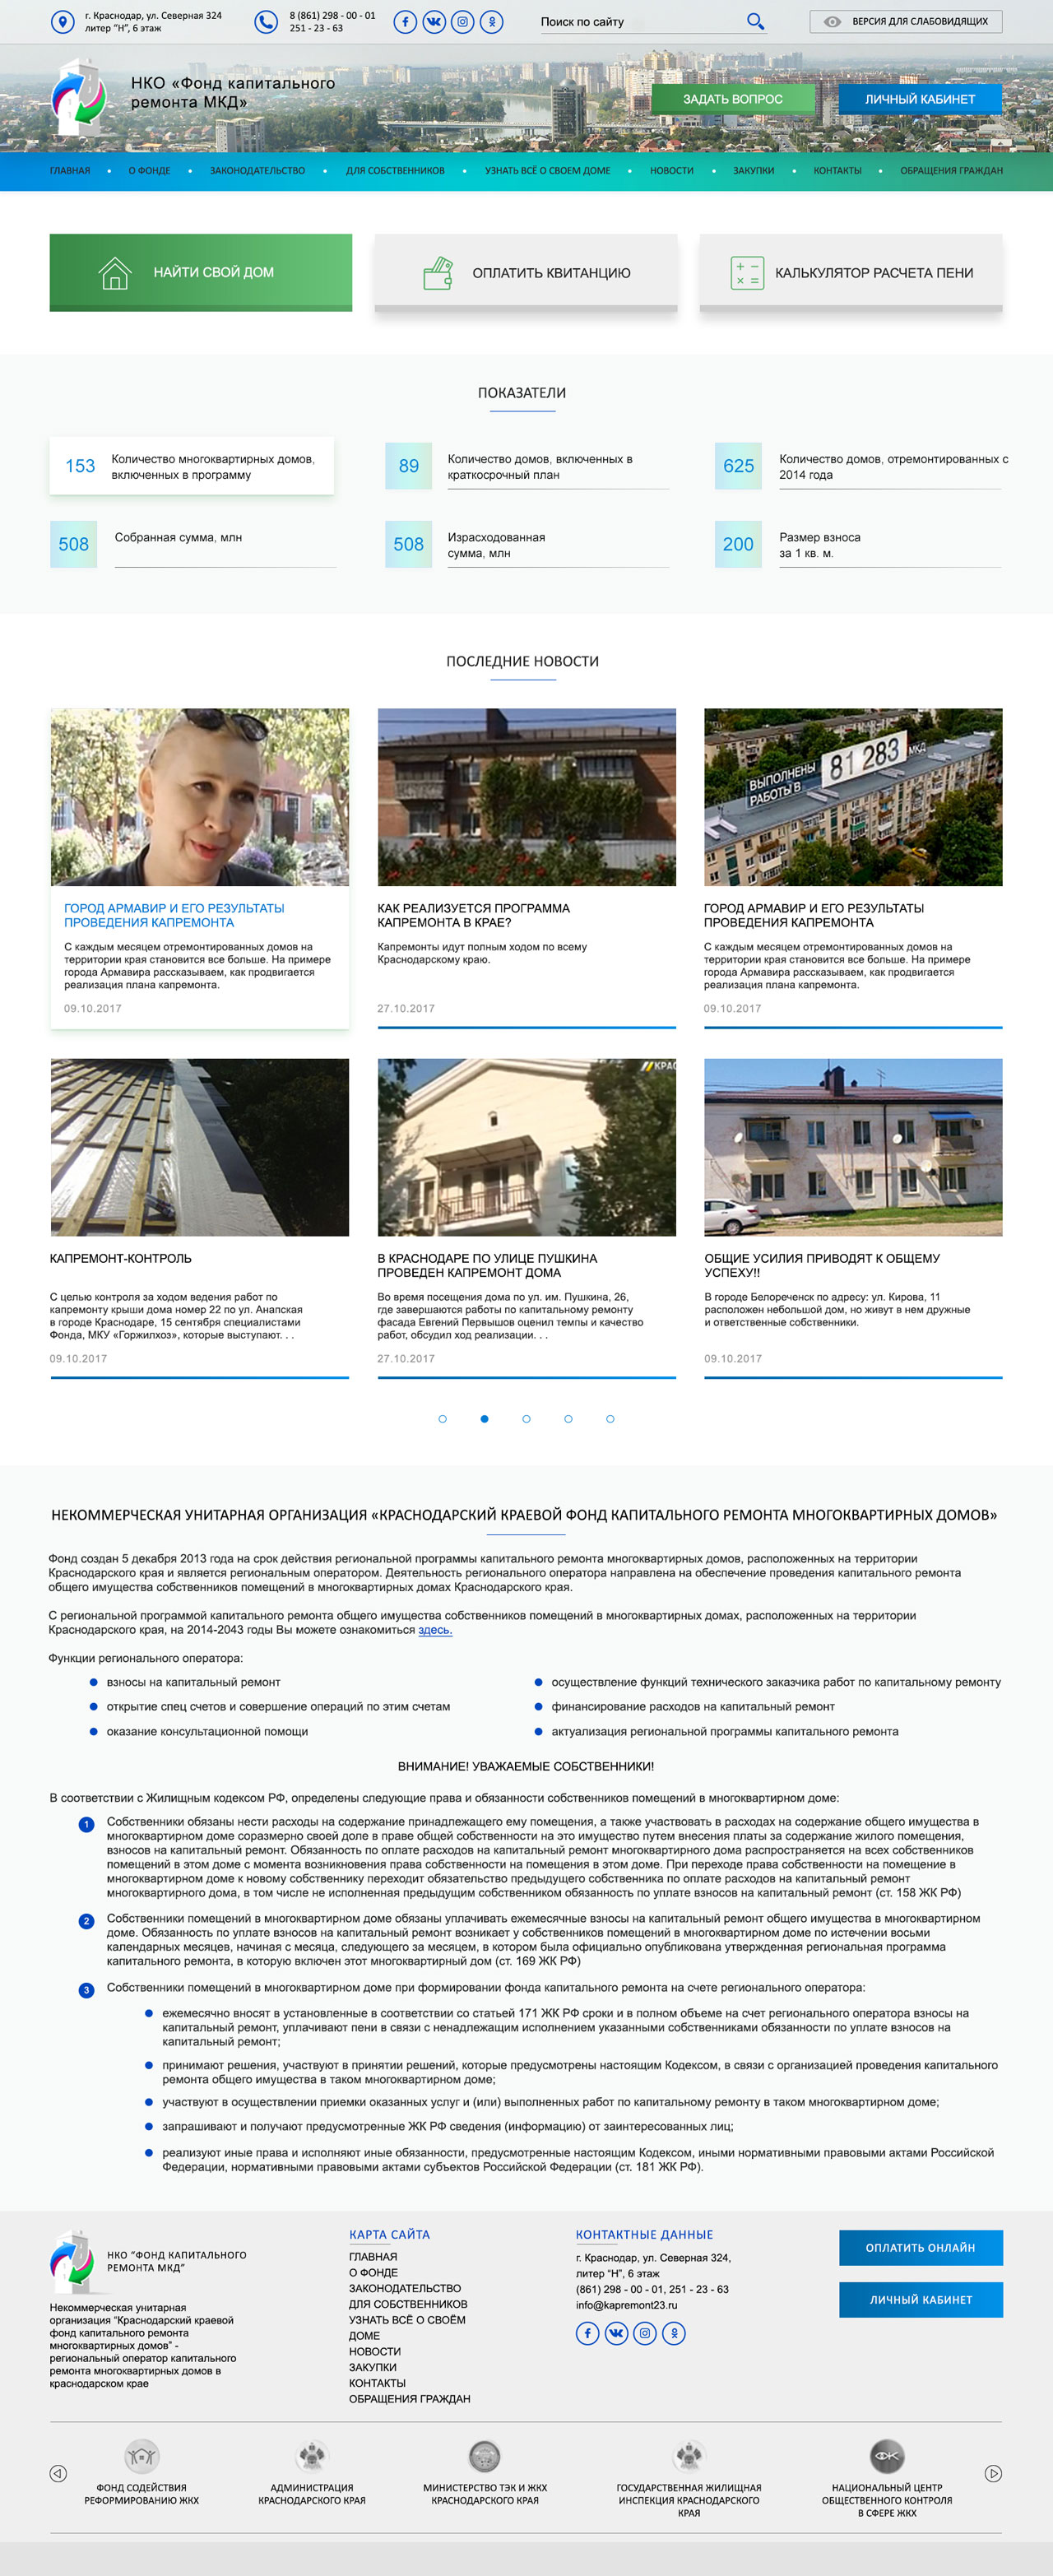 г. Краснодар, ул. Северная 324
литер "Н", 6 этаж
8 (861) 298 - 00 - 01
251 - 23 - 63
Поиск по сайту
ВЕРСИЯ ДЛЯ СЛАБОВИДЯЩИХ
НКО «Фонд капитального
ремонта МКД»
ЗАДАТЬ ВОПРОС
ЛИЧНЫЙ КАБИНЕТ
ГЛАВНАЯ • О ФОНДЕ • ЗАКОНОДАТЕЛЬСТВО • ДЛЯ СОБСТВЕННИКОВ • УЗНАТЬ ВСЁ О СВОЕМ ДОМЕ • НОВОСТИ • ЗАКУПКИ • КОНТАКТЫ • ОБРАЩЕНИЯ ГРАЖДАН
НАЙТИ СВОЙ ДОМ
ОПЛАТИТЬ КВИТАНЦИЮ
КАЛЬКУЛЯТОР РАСЧЕТА ПЕНИ
ПОКАЗАТЕЛИ
153
Количество многоквартирных домов,
включенных в программу
89
Количество домов, включенных в
краткосрочный план
625
Количество домов, отремонтированных с
2014 года
508
Собранная сумма, млн
508
Израсходованная
сумма, млн
200
Размер взноса
за 1 кв. м.
ПОСЛЕДНИЕ НОВОСТИ
ВЫПОЛНЕНЫ
РАБОТЫ В
81 283
МКД
ГОРОД АРМАВИР И ЕГО РЕЗУЛЬТАТЫ
ПРОВЕДЕНИЯ КАПРЕМОНТА
С каждым месяцем отремонтированных домов на
территории края становится все больше. На примере
города Армавира рассказываем, как продвигается
реализация плана капремонта.
09.10.2017
КАК РЕАЛИЗУЕТСЯ ПРОГРАММА
КАПРЕМОНТА В КРАЕ?
Капремонты идут полным ходом по всему
Краснодарскому краю.
27.10.2017
ГОРОД АРМАВИР И ЕГО РЕЗУЛЬТАТЫ
ПРОВЕДЕНИЯ КАПРЕМОНТА
С каждым месяцем отремонтированных домов на
территории края становится все больше. На примере
города Армавира рассказываем, как продвигается
реализация плана капремонта.
09.10.2017
КРАС
КАПРЕМОНТ-КОНТРОЛЬ
С целью контроля за ходом ведения работ по
капремонту крыши дома номер 22 по ул. Анапская
в городе Краснодаре, 15 сентября специалистами
Фонда, МКУ «Горжилхоз», которые выступают. . .
09.10.2017
В КРАСНОДАРЕ ПО УЛИЦЕ ПУШКИНА
ПРОВЕДЕН КАПРЕМОНТ ДОМА
Во время посещения дома по ул. им. Пушкина, 26,
где завершаются работы по капитальному ремонту
фасада Евгений Первышов оценил темпы и качество
работ, обсудил ход реализации. . .
27.10.2017
ОБЩИЕ УСИЛИЯ ПРИВОДЯТ К ОБЩЕМУ
УСПЕХУ!!
В городе Белореченск по адресу: ул. Кирова, 11
расположен небольшой дом, но живут в нем дружные
и ответственные собственники.
09.10.2017
НЕКОММЕРЧЕСКАЯ УНИТАРНАЯ ОРГАНИЗАЦИЯ «КРАСНОДАРСКИЙ КРАЕВОЙ ФОНД КАПИТАЛЬНОГО РЕМОНТА МНОГОКВАРТИРНЫХ ДОМОВ»
Фонд создан 5 декабря 2013 года на срок действия региональной программы капитального ремонта многоквартирных домов, расположенных на территории
Краснодарского края и является региональным оператором. Деятельность регионального оператора направлена на обеспечение проведения капитального ремонта
общего имущества собственников помещений в многоквартирных домах Краснодарского края.
С региональной программой капитального ремонта общего имущества собственников помещений в многоквартирных домах, расположенных на территории
Краснодарского края, на 2014-2043 годы Вы можете ознакомиться здесь.
Функции регионального оператора:
взносы на капитальный ремонт
открытие спец счетов и совершение операций по этим счетам
оказание консультационной помощи
осуществление функций технического заказчика работ по капитальному ремонту
финансирование расходов на капитальный ремонт
актуализация региональной программы капитального ремонта
ВНИМАНИЕ! УВАЖАЕМЫЕ СОБСТВЕННИКИ!
В соответствии с Жилищным кодексом РФ, определены следующие права и обязанности собственников помещений в многоквартирном доме:
1 Собственники обязаны нести расходы на содержание принадлежащего ему помещения, а также участвовать в расходах на содержание общего имущества в
многоквартирном доме соразмерно своей доле в праве общей собственности на это имущество путем внесения платы за содержание жилого помещения,
взносов на капитальный ремонт. Обязанность по оплате расходов на капитальный ремонт многоквартирного дома распространяется на всех собственников
помещений в этом доме с момента возникновения права собственности на помещения в этом доме. При переходе права собственности на помещение в
многоквартирном доме к новому собственнику переходит обязательство предыдущего собственника по оплате расходов на капитальный ремонт
многоквартирного дома, в том числе не исполненная предыдущим собственником обязанность по уплате взносов на капитальный ремонт (ст. 158 ЖК РФ)
2 Собственники помещений в многоквартирном доме обязаны уплачивать ежемесячные взносы на капитальный ремонт общего имущества в многоквартирном
доме. Обязанность по уплате взносов на капитальный ремонт возникает у собственников помещений в многоквартирном доме по истечении восьми
календарных месяцев, начиная с месяца, следующего за месяцем, в котором была официально опубликована утвержденная региональная программа
капитального ремонта, в которую включен этот многоквартирный дом (ст. 169 ЖК РФ)
3 Собственники помещений в многоквартирном доме при формировании фонда капитального ремонта на счете регионального оператора:
ежемесячно вносят в установленные в соответствии со статьей 171 ЖК РФ сроки и в полном объеме на счет регионального оператора взносы на
капитальный ремонт, уплачивают пени в связи с ненадлежащим исполнением указанными собственниками обязанности по уплате взносов на
капитальный ремонт;
принимают решения, участвуют в принятии решений, которые предусмотрены настоящим Кодексом, в связи с организацией проведения капитального
ремонта общего имущества в таком многоквартирном доме;
участвуют в осуществлении приемки оказанных услуг и (или) выполненных работ по капитальному ремонту в таком многоквартирном доме;
запрашивают и получают предусмотренные ЖК РФ сведения (информацию) от заинтересованных лиц;
реализуют иные права и исполняют иные обязанности, предусмотренные настоящим Кодексом, иными нормативными правовыми актами Российской
Федерации, нормативными правовыми актами субъектов Российской Федерации (ст. 181 ЖК РФ).
НКО "ФОНД КАПИТАЛЬНОГО
РЕМОНТА МКД"
Некоммерческая унитарная
организация "Краснодарский краевой
фонд капитального ремонта
многоквартирных домов" -
региональный оператор капитального
ремонта многоквартирных домов в
краснодарском крае
КАРТА САЙТА
ГЛАВНАЯ
О ФОНДЕ
ЗАКОНОДАТЕЛЬСТВО
ДЛЯ СОБСТВЕННИКОВ
УЗНАТЬ ВСЁ О СВОЁМ
ДОМЕ
НОВОСТИ
ЗАКУПКИ
КОНТАКТЫ
ОБРАЩЕНИЯ ГРАЖДАН
КОНТАКТНЫЕ ДАННЫЕ
г. Краснодар, ул. Северная 324,
литер "Н", 6 этаж
(861) 298 - 00 - 01, 251 - 23 - 63
info@kapremont23.ru
ОПЛАТИТЬ ОНЛАЙН
ЛИЧНЫЙ КАБИНЕТ
ФОНД СОДЕЙСТВИЯ
РЕФОРМИРОВАНИЮ ЖКХ
АДМИНИСТРАЦИЯ
КРАСНОДАРСКОГО КРАЯ
МИНИСТЕРСТВО ТЭК И ЖКХ
КРАСНОДАРСКОГО КРАЯ
ГОСУДАРСТВЕННАЯ ЖИЛИЩНАЯ
ИНСПЕКЦИЯ КРАСНОДАРСКОГО
КРАЯ
НАЦИОНАЛЬНЫЙ ЦЕНТР
ОБЩЕСТВЕННОГО КОНТРОЛЯ
В СФЕРЕ ЖКХ